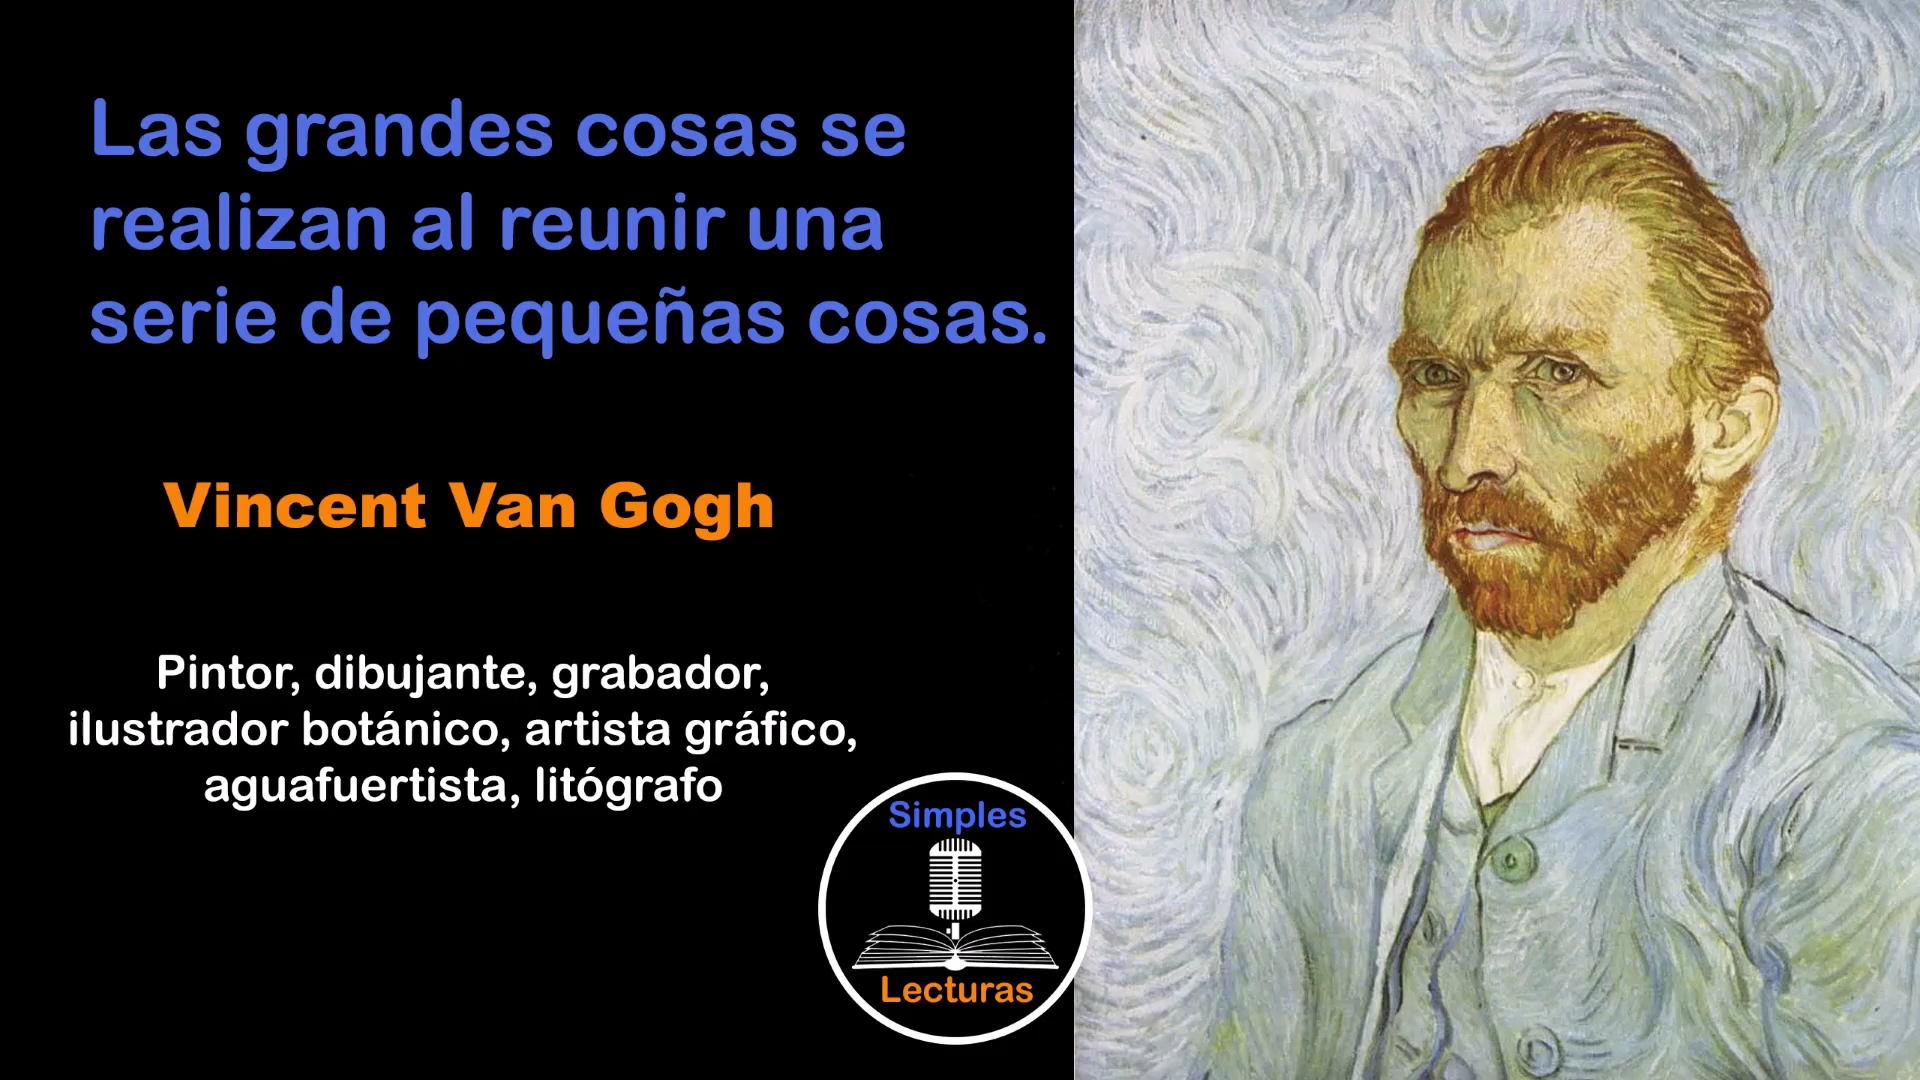 Las grandes cosas se
realizan al reunir una
serie de pequeñas cosas.
Vincent Van Gogh
Pintor, dibujante, grabador,
ilustrador botánico, artista gráfico,
aguafuertista, litógrafo
Simples
Lecturas